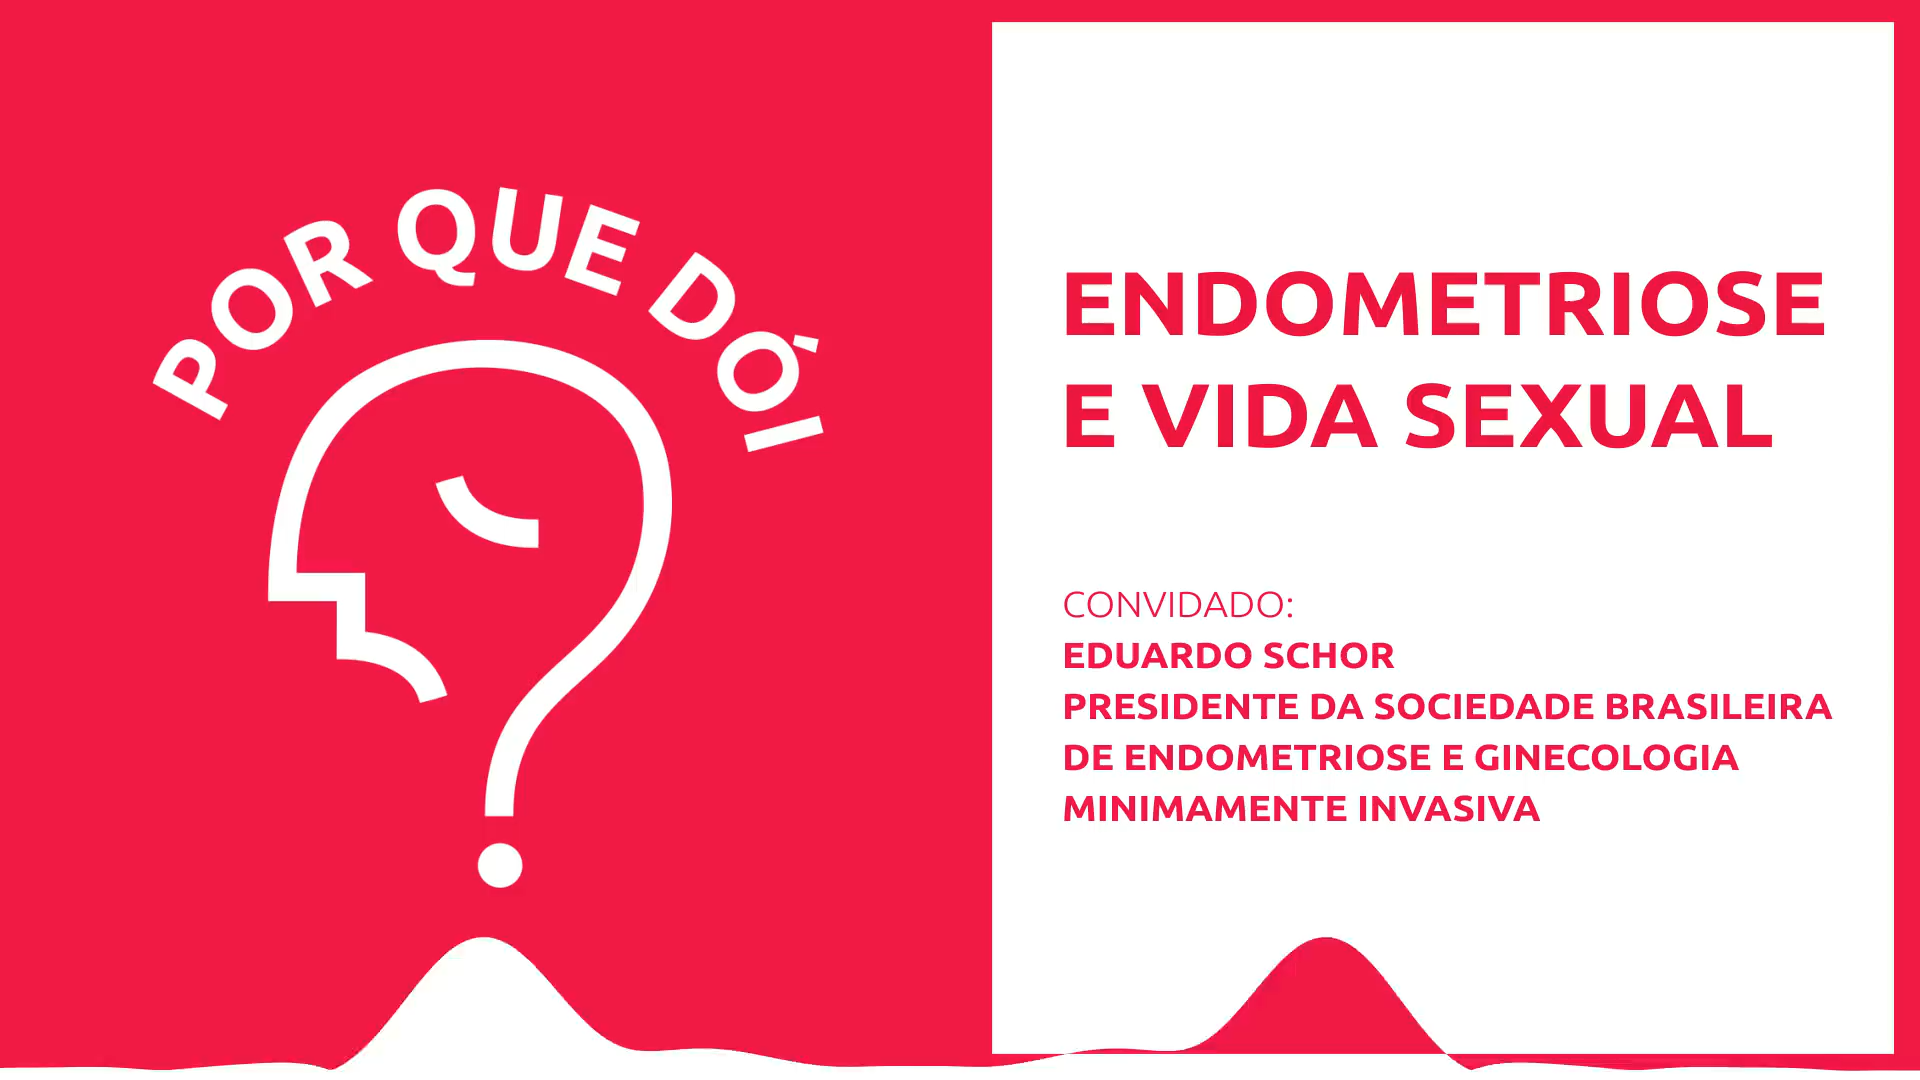 POR QUE DÓI
ENDOMETRIOSE
E VIDA SEXUAL
CONVIDADO:
EDUARDO SCHOR
PRESIDENTE DA SOCIEDADE BRASILEIRA
DE ENDOMETRIOSE E GINECOLOGIA
MINIMAMENTE INVASIVA